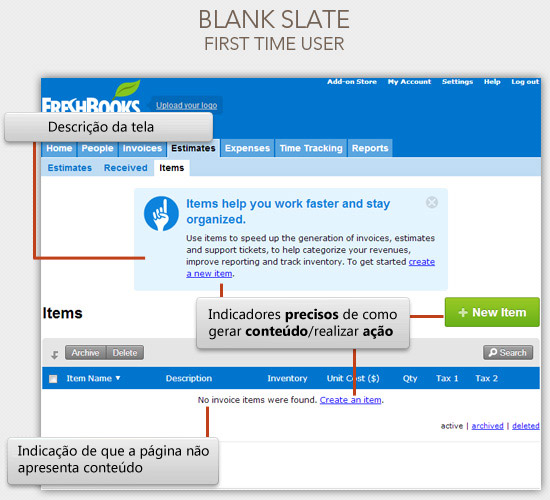 BLANK SLATE
FIRST TIME USER
Add-on Store My Account Settings Help Log out
FRESHBOOKS Upload your logo
Descrição da tela
Home People Invoices Estimates Expenses Time Tracking Reports
Estimates Received Items
Items help you work faster and stay
organized.
Use items to speed up the generation of invoices, estimates
and support tickets, to help categorize your revenues,
improve reporting and track inventory. To get started create
a new item.
Indicadores precisos de como
gerar conteúdo/realizar ação
Items
+ New Item
Archive Delete Search
Item Name ▼ Description Inventory Unit Cost ($) Qty Tax 1 Tax 2
No invoice items were found. Create an item.
active | archived | deleted
Indicação de que a página não
apresenta conteúdo